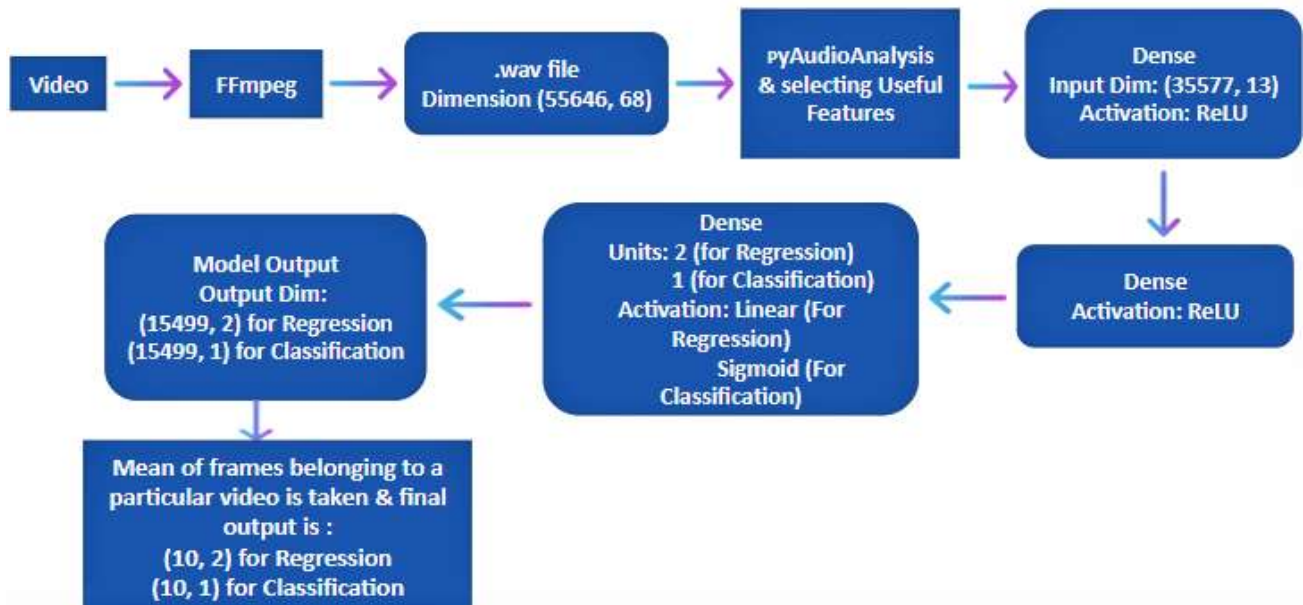 Video
FFmpeg
.wav file
Dimension (55646, 68)
pyAudioAnalysis
& selecting Useful
Features
Dense
Input Dim: (35577, 13)
Activation: ReLU
Dense
Activation: ReLU
Dense
Units: 2 (for Regression)
1 (for Classification)
Activation: Linear (For
Regression)
Sigmoid (For
Classification)
Model Output
Output Dim:
(15499, 2) for Regression
(15499, 1) for Classification
Mean of frames belonging to a
particular video is taken & final
output is :
(10, 2) for Regression
(10, 1) for Classification